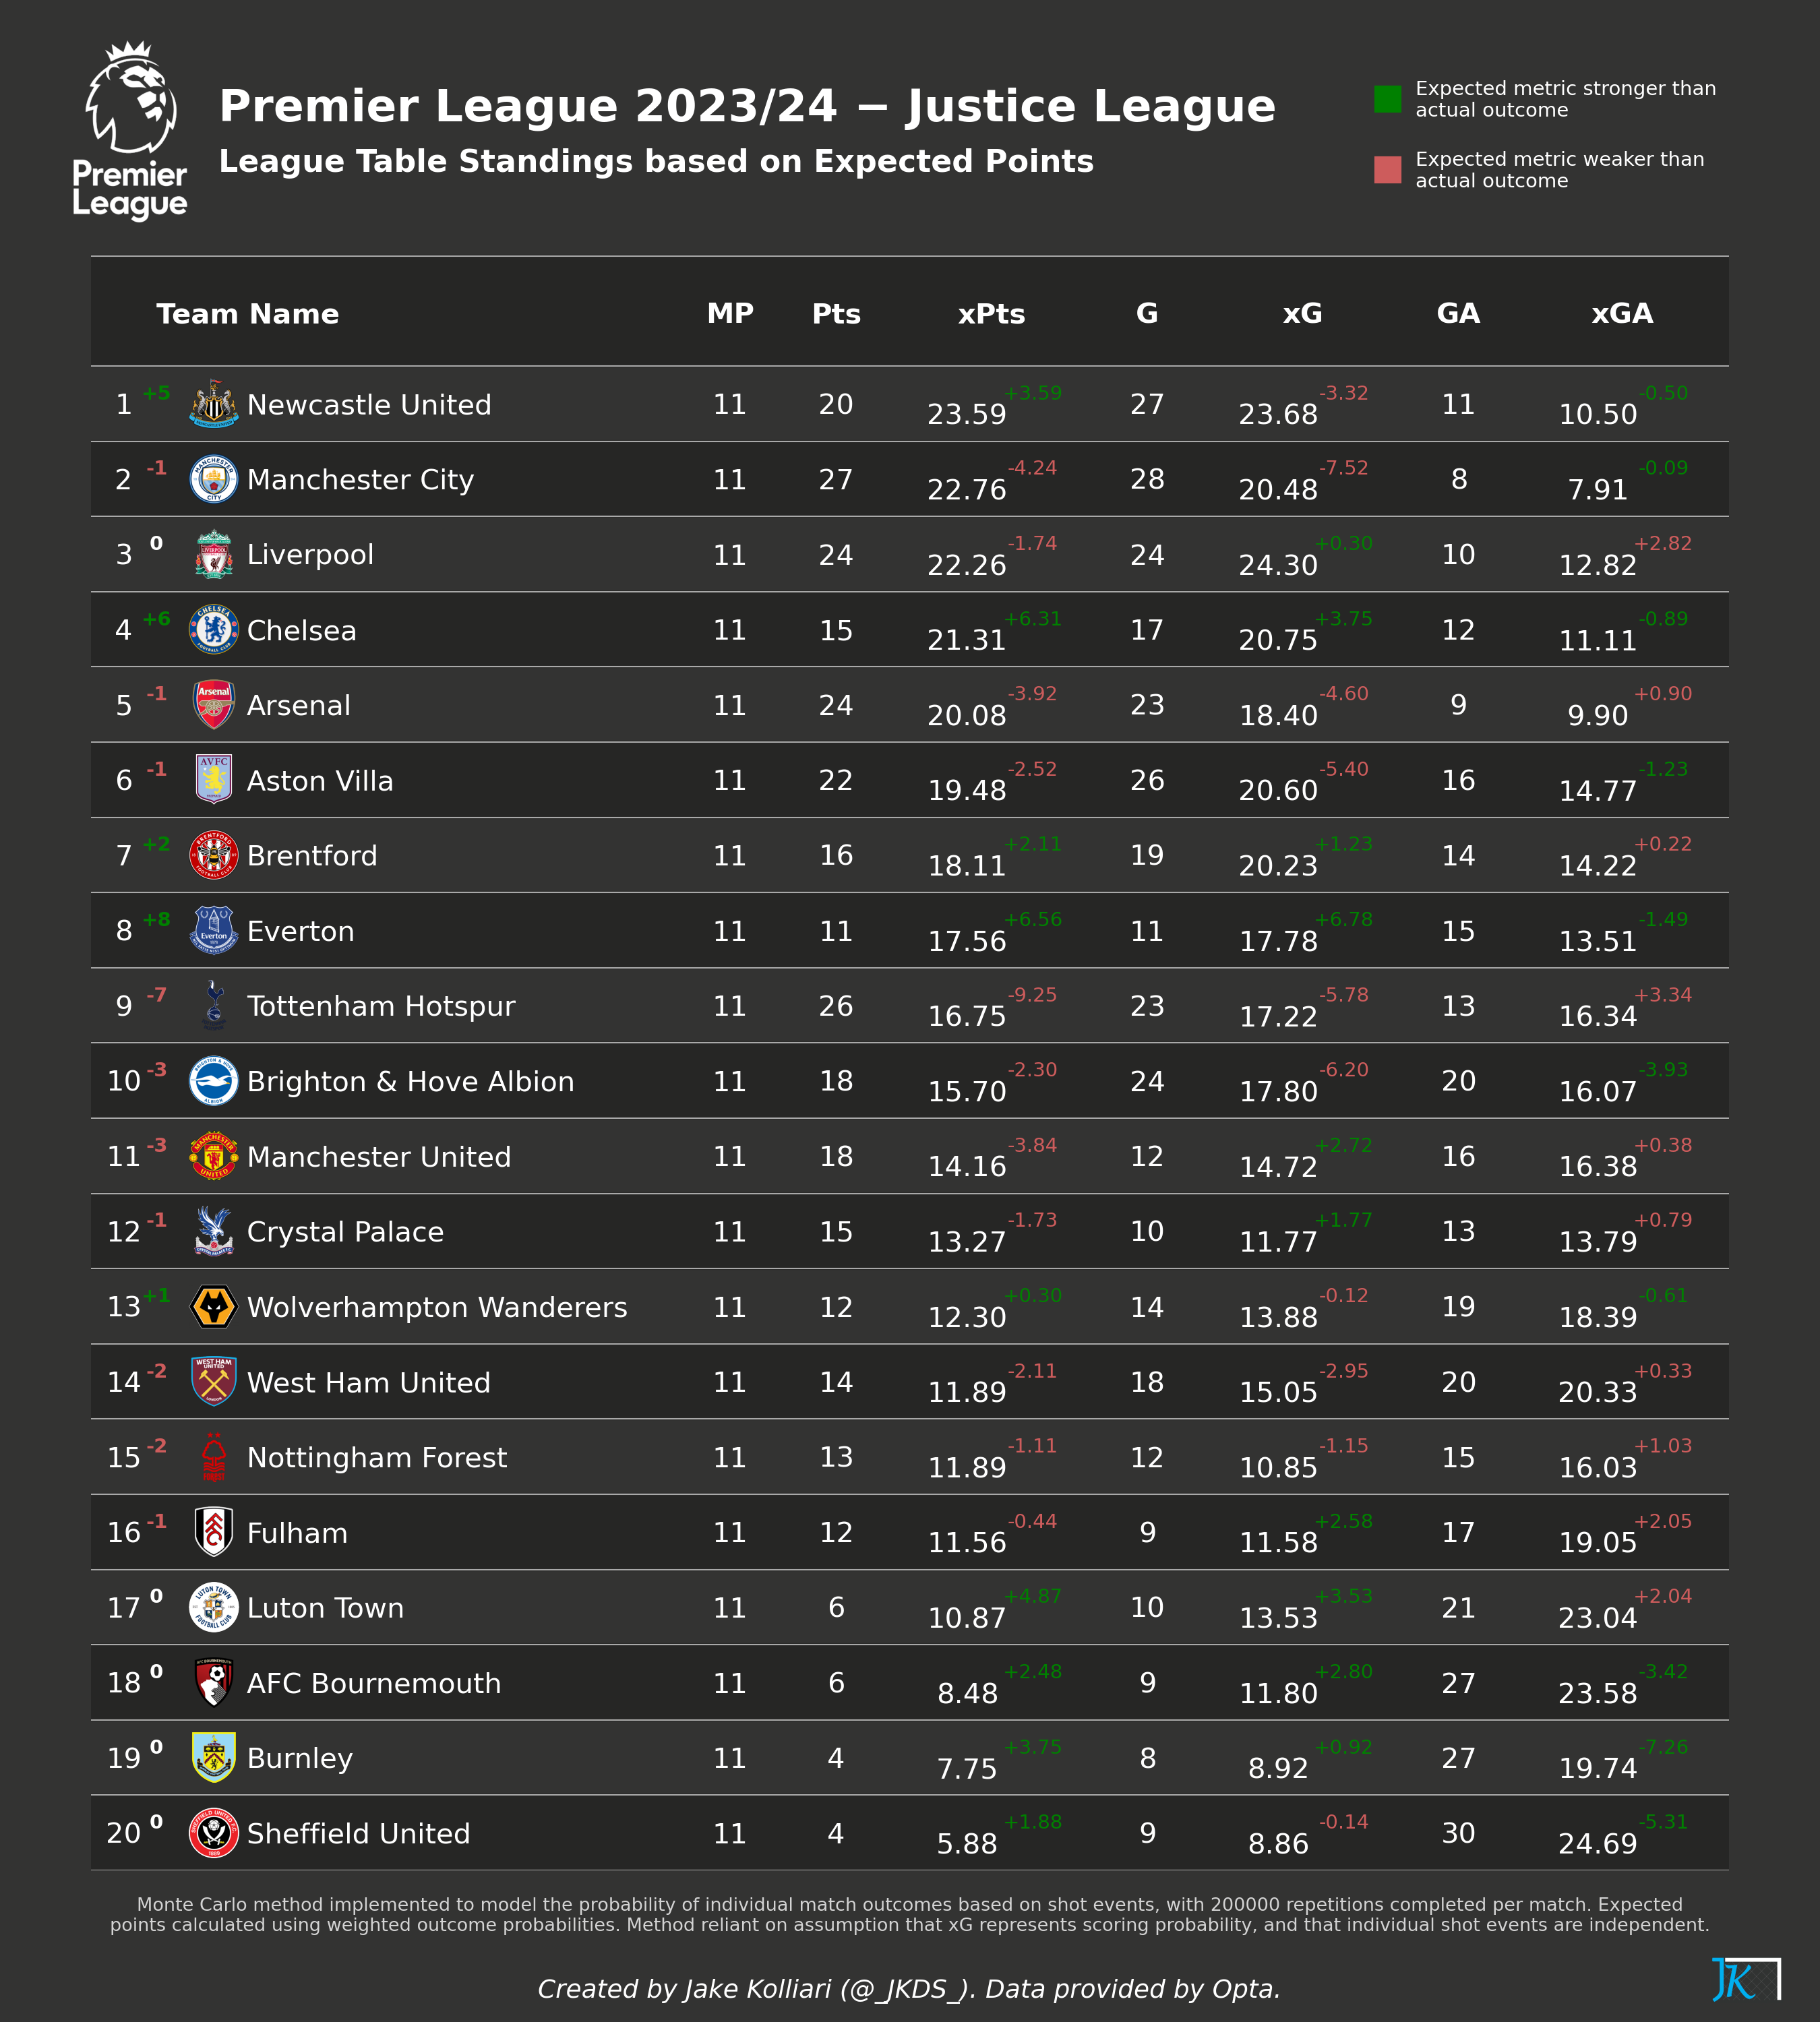 Premier League 2023/24 − Justice League
League Table Standings based on Expected Points
Premier
League
Expected metric stronger than
actual outcome
Expected metric weaker than
actual outcome
Team Name MP Pts xPts G xG GA xGA
1 +5 Newcastle United 11 20 23.59 +3.59 27 23.68 -3.32 11 10.50 -0.50
2 -1 Manchester City 11 27 22.76 -4.24 28 20.48 -7.52 8 7.91 -0.09
3 0 Liverpool 11 24 22.26 -1.74 24 24.30 +0.30 10 12.82 +2.82
4 +6 Chelsea 11 15 21.31 +6.31 17 20.75 +3.75 12 11.11 -0.89
5 -1 Arsenal 11 24 20.08 -3.92 23 18.40 -4.60 9 9.90 +0.90
6 -1 Aston Villa 11 22 19.48 -2.52 26 20.60 -5.40 16 14.77 -1.23
7 +2 Brentford 11 16 18.11 +2.11 19 20.23 +1.23 14 14.22 +0.22
8 +8 Everton 11 11 17.56 +6.56 11 17.78 +6.78 15 13.51 -1.49
9 -7 Tottenham Hotspur 11 26 16.75 -9.25 23 17.22 -5.78 13 16.34 +3.34
10 -3 Brighton & Hove Albion 11 18 15.70 -2.30 24 17.80 -6.20 20 16.07 -3.93
11 -3 Manchester United 11 18 14.16 -3.84 12 14.72 +2.72 16 16.38 +0.38
12 -1 Crystal Palace 11 15 13.27 -1.73 10 11.77 +1.77 13 13.79 +0.79
13 +1 Wolverhampton Wanderers 11 12 12.30 +0.30 14 13.88 -0.12 19 18.39 -0.61
14 -2 West Ham United 11 14 11.89 -2.11 18 15.05 -2.95 20 20.33 +0.33
15 -2 Nottingham Forest 11 13 11.89 -1.11 12 10.85 -1.15 15 16.03 +1.03
16 -1 Fulham 11 12 11.56 -0.44 9 11.58 +2.58 17 19.05 +2.05
17 0 Luton Town 11 6 10.87 +4.87 10 13.53 +3.53 21 23.04 +2.04
18 0 AFC Bournemouth 11 6 8.48 +2.48 9 11.80 +2.80 27 23.58 -3.42
19 0 Burnley 11 4 7.75 +3.75 8 8.92 +0.92 27 19.74 -7.26
20 0 Sheffield United 11 4 5.88 +1.88 9 8.86 -0.14 30 24.69 -5.31
Monte Carlo method implemented to model the probability of individual match outcomes based on shot events, with 200000 repetitions completed per match. Expected
points calculated using weighted outcome probabilities. Method reliant on assumption that xG represents scoring probability, and that individual shot events are independent.
Created by Jake Kolliari (@_JKDS_). Data provided by Opta.
JK